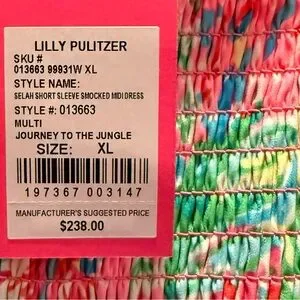 LILLY PULITZER
SKU #
013663 99931W XL
STYLE NAME:
SELAH SHORT SLEEVE SMOCKED MIDI DRESS
STYLE #: 013663
MULTI
JOURNEY TO THE JUNGLE
SIZE: XL
197367 003147
MANUFACTURER'S SUGGESTED PRICE
$238.00